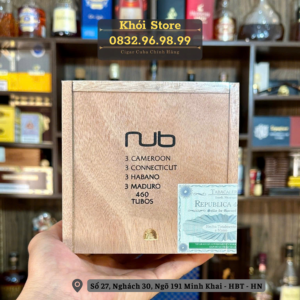 Khói Store
0832.96.98.99
Cigar Cuba Chính Hãng
nub
3 CAMEROON
3 CONNECTICUT
3 HABANO
3 MADURO
460
TUBOS
REPUBLICA
Số 27, Nghách 30, Ngõ 191 Minh Khai - HBT - HN